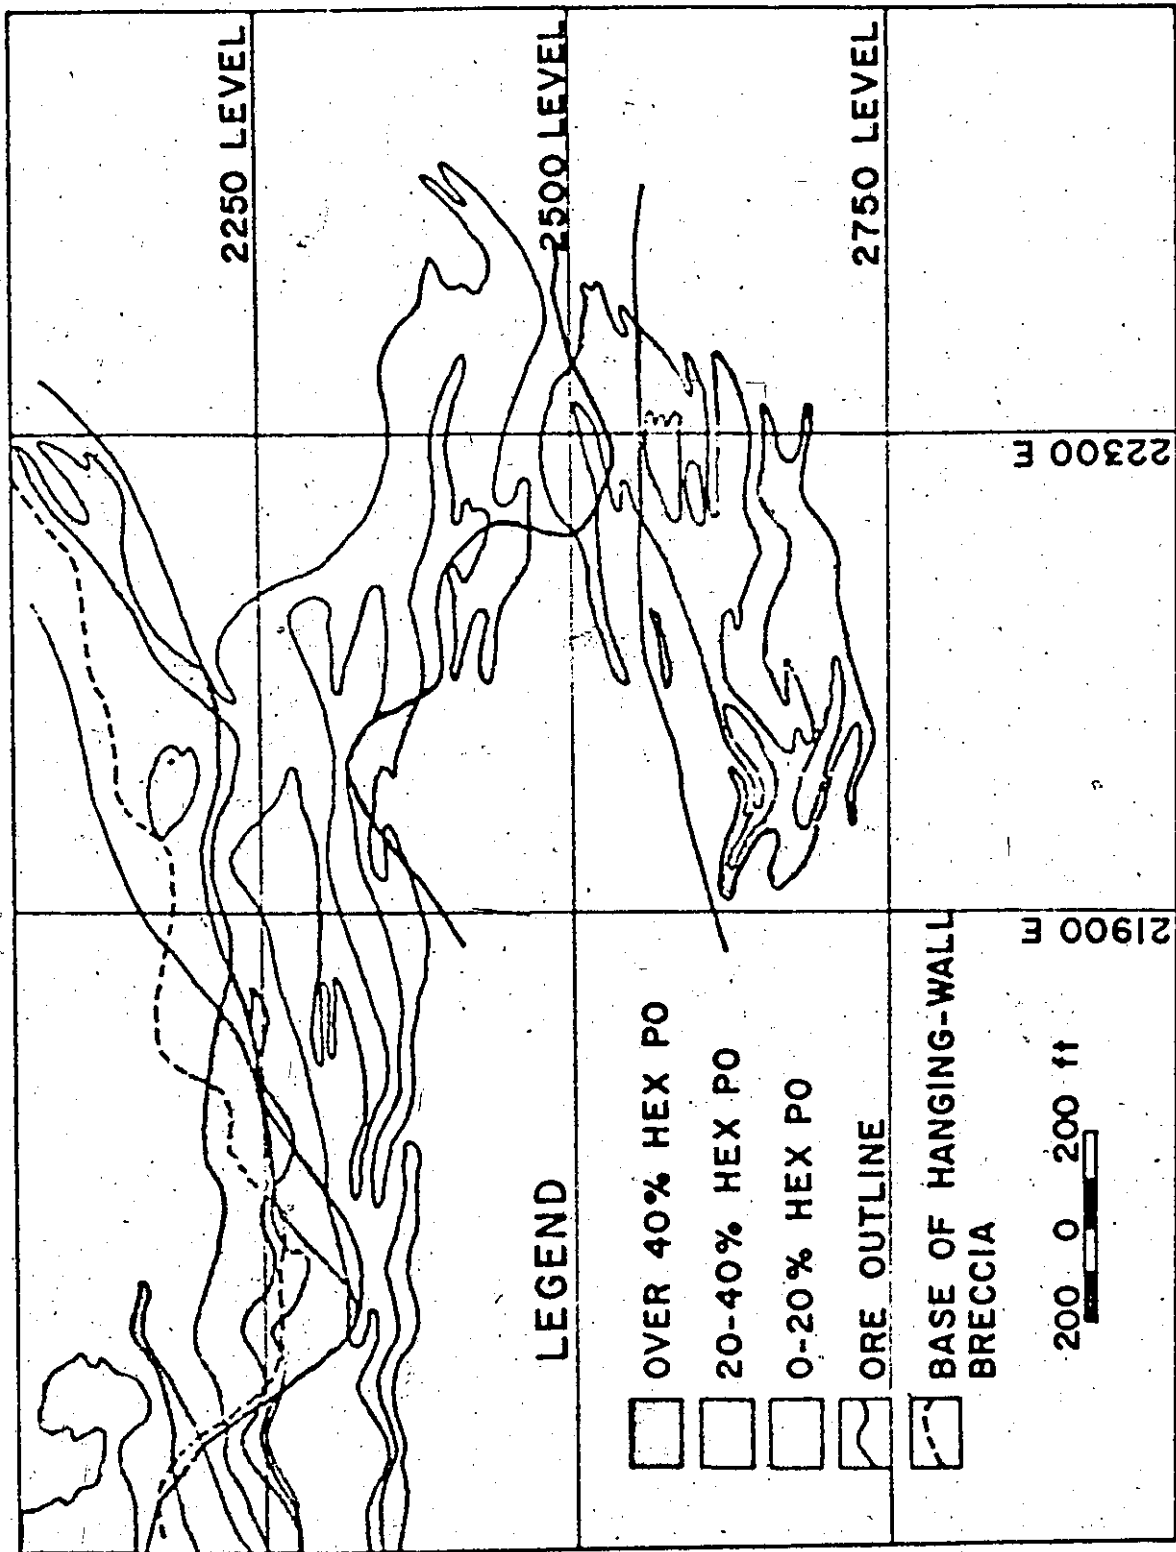 2250 LEVEL
2500 LEVEL
2750 LEVEL
22300 E
21900 E
LEGEND
OVER 40% HEX PO
20-40% HEX PO
0-20% HEX PO
ORE OUTLINE
BASE OF HANGING-WALL
BRECCIA
200 0 200 ft